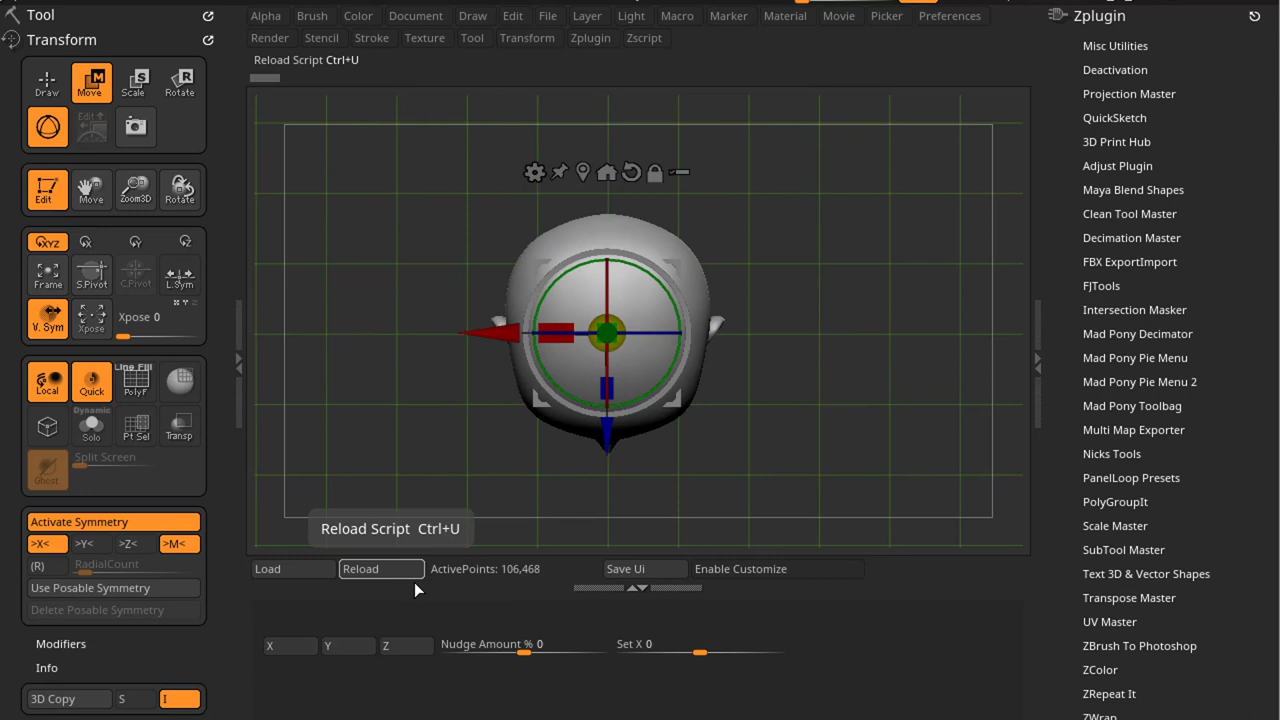 Tool
Transform
Draw
Move
Scale
Rotate
Edit
Edit
Move
Zoom3D
Rotate
XYZ
X
Y
Z
Frame
S.Pivot
C.Pivot
L.Sym
V. Sym
Xpose
Xpose 0
Local
Quick
Line Fill
PolyF
Dynamic
Solo
Pt Sel
Transp
Ghost
Split Screen
Activate Symmetry
>X<
>Y<
>Z<
>M<
(R)
RadialCount
Use Posable Symmetry
Delete Posable Symmetry
Modifiers
Info
3D Copy
S
I
Alpha Brush Color Document Draw Edit File Layer Light Macro Marker Material Movie Picker Preferences
Render Stencil Stroke Texture Tool Transform Zplugin Zscript
Reload Script Ctrl+U
Reload Script Ctrl+U
Load
Reload
ActivePoints: 106,468
Save Ui
Enable Customize
X
Y
Z
Nudge Amount % 0
Set X 0
Zplugin
Misc Utilities
Deactivation
Projection Master
QuickSketch
3D Print Hub
Adjust Plugin
Maya Blend Shapes
Clean Tool Master
Decimation Master
FBX ExportImport
FJTools
Intersection Masker
Mad Pony Decimator
Mad Pony Pie Menu
Mad Pony Pie Menu 2
Mad Pony Toolbag
Multi Map Exporter
Nicks Tools
PanelLoop Presets
PolyGroupIt
Scale Master
SubTool Master
Text 3D & Vector Shapes
Transpose Master
UV Master
ZBrush To Photoshop
ZColor
ZRepeat It
ZWrap